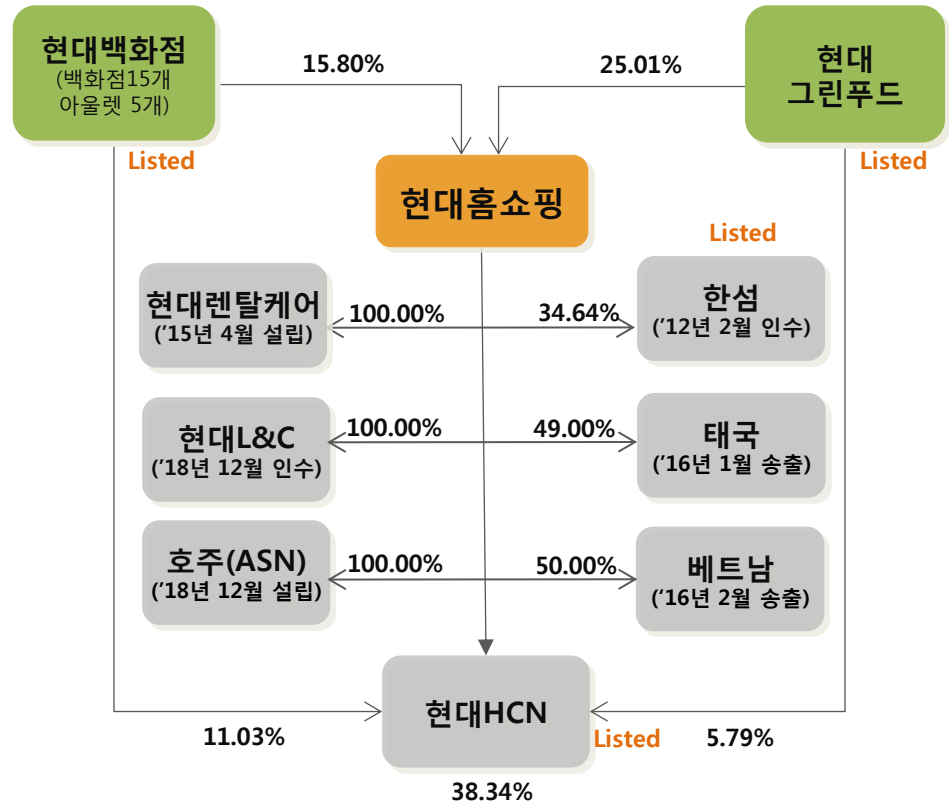 현대백화점
(백화점15개
아울렛 5개)
15.80%
25.01%
현대
그린푸드
Listed
Listed
현대홈쇼핑
Listed
현대렌탈케어
('15년 4월 설립)
100.00%
34.64%
한섬
('12년 2월 인수)
현대L&C
('18년 12월 인수)
100.00%
49.00%
태국
('16년 1월 송출)
호주(ASN)
('18년 12월 설립)
100.00%
50.00%
베트남
('16년 2월 송출)
현대HCN
11.03%
Listed
5.79%
38.34%